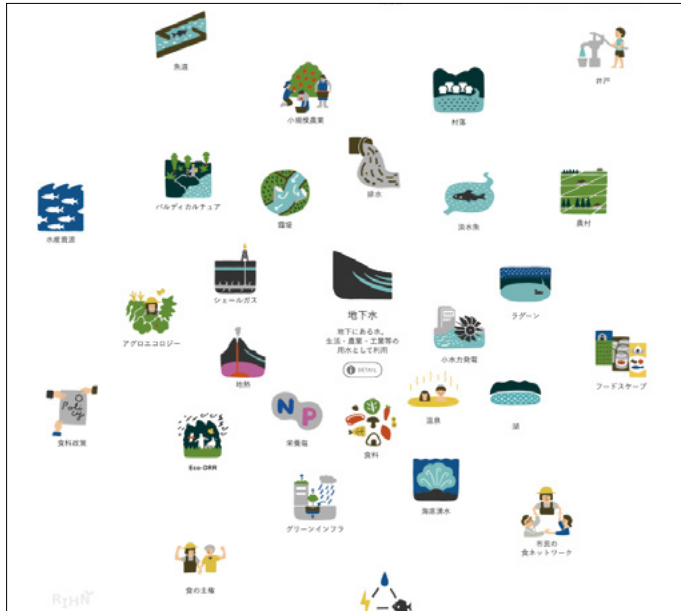 魚道
井戸
小規模農業
村落
排水
水産資源
パルディカルチュア
霞堤
淡水魚
農村
シェールガス
地下水
ラグーン
アグロエコロジー
地下にある水。
生活・農業・工業等の
用水として利用
小水力発電
DETAIL
地熱
フードスケープ
Policy
食料政策
N P
栄養塩
食料
温泉
湖
Eco-DRR
グリーンインフラ
海底湧水
市民の
食ネットワーク
食の主権
RIHN